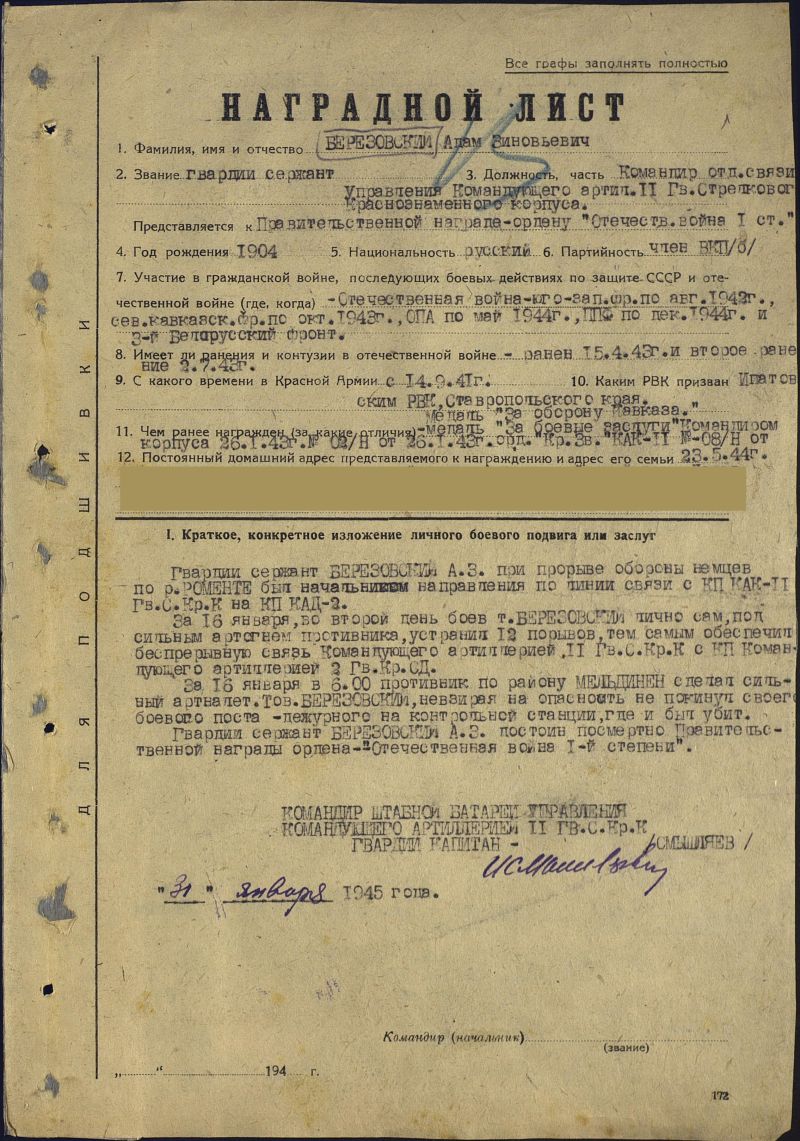 Все графы заполнять полностью
НАГРАДНОЙ ЛИСТ
1. Фамилия, имя и отчество БЕРЕЗОВСКИЙ Адам Зиновьевич
2. Звание гвардии сержант 3. Должность, часть Командир отд.связи
Управления Командующего артил.II Гв.Стрелковог
Краснознаменного корпуса.
Представляется к Правительственной награде-ордену "Отечеств.война I ст."
4. Год рождения 1904 5. Национальность русский 6. Партийность член ВКП/б/
7. Участие в гражданской войне, последующих боевых действиях по защите СССР и оте-
чественной войне (где, когда) -Отечественная война-юго-зап.фр.по авг.1942г.,
сев.кавказск.фр.по окт.1943г.,ОПА по май 1944г., по дек.1944г. и
3-й Беларусский фронт.
8. Имеет ли ранения и контузии в отечественной войне - ранен 15.4.43г.и второе ране
ние 2.7.43г.
9. С какого времени в Красной Армии с 14.9.41г. 10. Каким РВК призван Ипатов
ским РВК,Ставропольского края.
медаль "За оборону Кавказа."
11. Чем ранее награжден (за какие отличия)-медаль "За боевые заслуги"Командиром
корпуса 26.1.43г.№ 02/Н от 26.1.43г.орд."Кр.Зв."КАК-II №-08/Н от
12. Постоянный домашний адрес представляемого к награждению и адрес его семьи 23.5.44г.
I. Краткое, конкретное изложение личного боевого подвига или заслуг
Гвардии сержант БЕРЕЗОВСКИЙ А.З. при прорыве обороны немцев
по р.РОМЕНТЕ был начальником направления по линии связи с КП КАК-II
Гв.С.Кр.К на КП КАД-2.
За 16 января,во второй день боев т.БЕРЕЗОВСКИЙ лично сам,под
сильным артогнем противника,устранил 12 порывов,тем самым обеспечил
беспрерывную связь Командующего артиллерией,II Гв.С.Кр.К с КП Коман-
дующего артиллерией 2 Гв.Кр.СД.
За 16 января в 6.00 противник по району МЕЛЬДИНЕН сделал силь-
ный артналет.Тов.БЕРЕЗОВСКИЙ,невзирая на опасность не покинул своего
боевого поста -дежурного на контрольной станции,где и был убит.
Гвардии сержант БЕРЕЗОВСКИЙ А.З. достоин посмертно Правительс-
твенной награды ордена-"Отечественная война I-й степени".
КОМАНДИР ШТАБНОЙ БАТАРЕИ УПРАВЛЕНИЯ
КОМАНДУЮЩЕГО АРТИЛЛЕРИЕЙ II ГВ.С.Кр.К
ГВАРДИИ КАПИТАН - /СМЫШЛЯЕВ/
"31" января 1945 года.
Командир (начальник)
(звание)
„ “ 194 г.
172
ДЛЯ ПОДШИВКИ